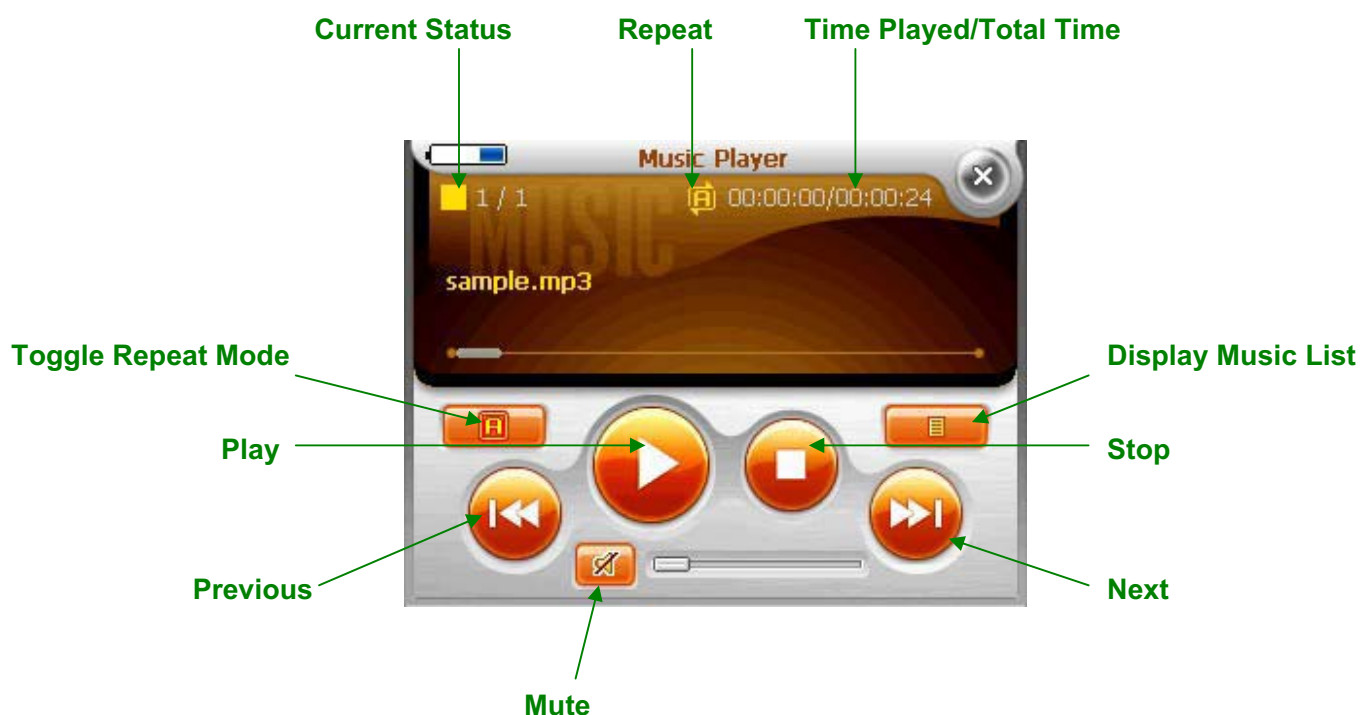 Current Status
Repeat
Time Played/Total Time
Music Player
1 / 1
A
00:00:00/00:00:24
MUSIC
sample.mp3
Toggle Repeat Mode
Display Music List
A
Play
Stop
Previous
Next
Mute